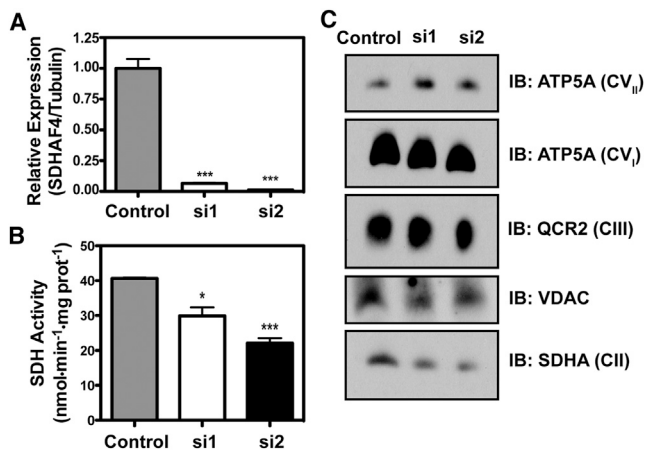 A
Relative Expression
(SDHAF4/Tubulin)
1.25
1.00
0.75
0.50
0.25
0.00
***
***
Control si1 si2
B
SDH Activity
(nmol·min⁻¹·mg prot⁻¹)
50
40
30
20
10
0
*
***
Control si1 si2
C
Control si1 si2
IB: ATP5A (CVII)
IB: ATP5A (CVI)
IB: QCR2 (CIII)
IB: VDAC
IB: SDHA (CII)